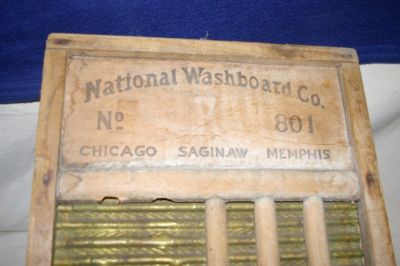 National Washboard Co.
No 801
CHICAGO SAGINAW MEMPHIS